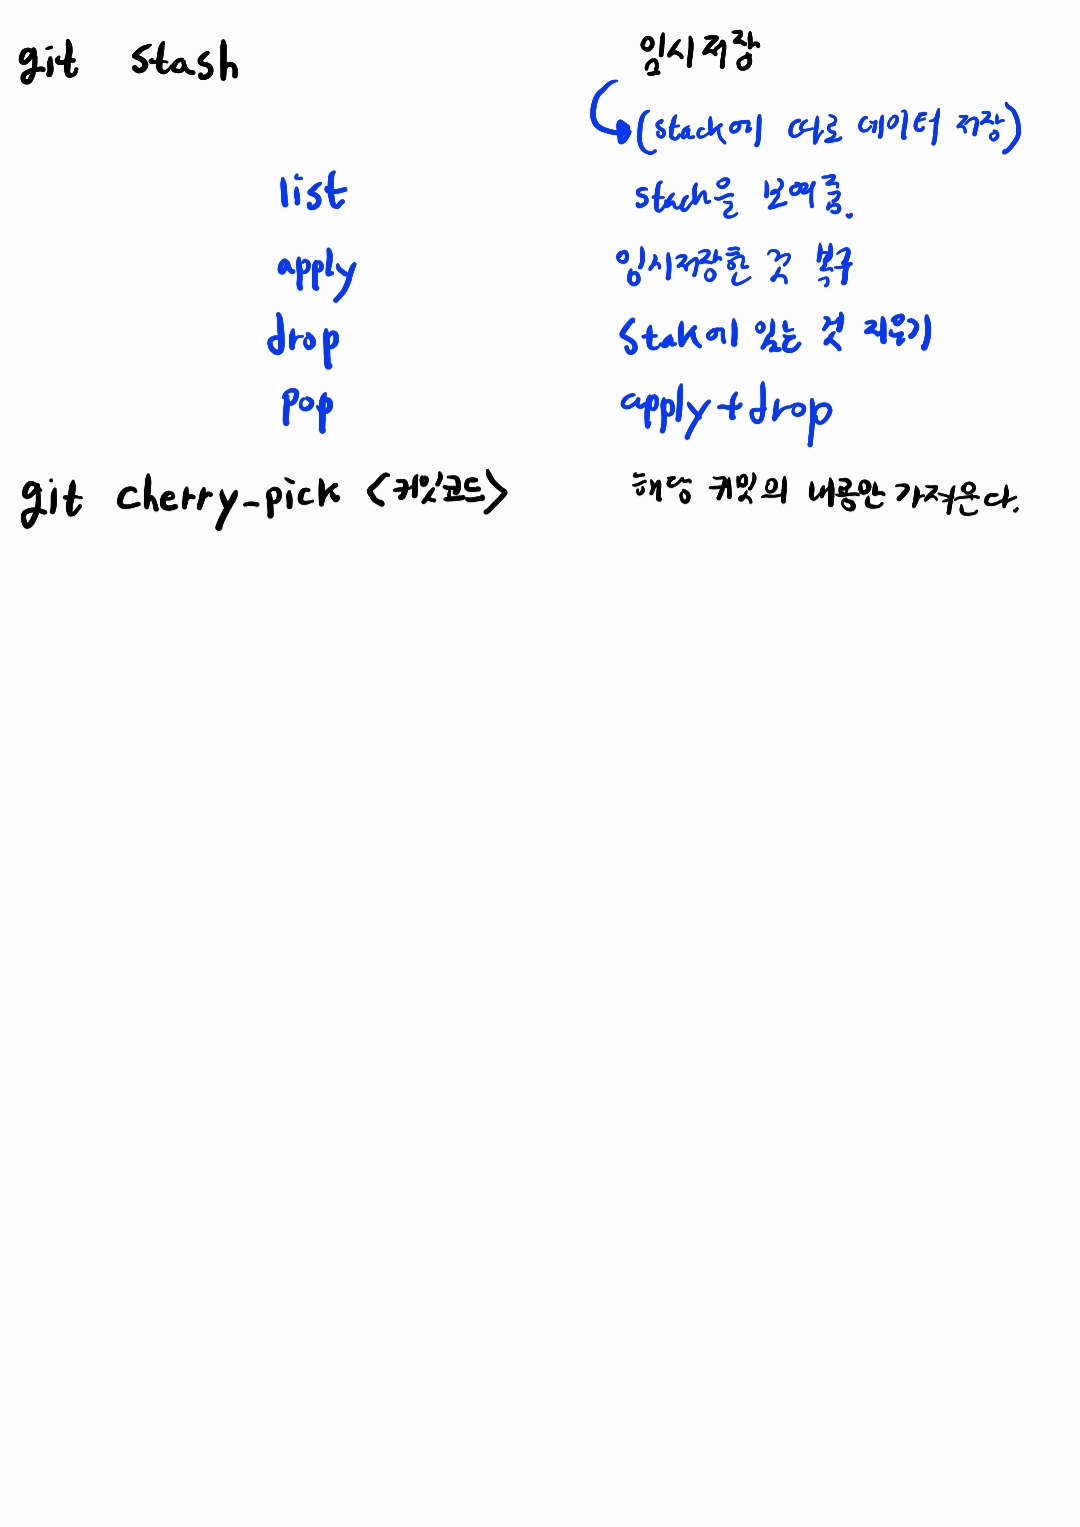 git stash 임시저장
(stack에 따로 데이터 저장)
list stach을 보여줌.
apply 임시저장한 것 복구
drop Stak에 있는 것 지우기
pop apply+drop
git cherry-pick <커밋코드> 해당 커밋의 내용만 가져온다.